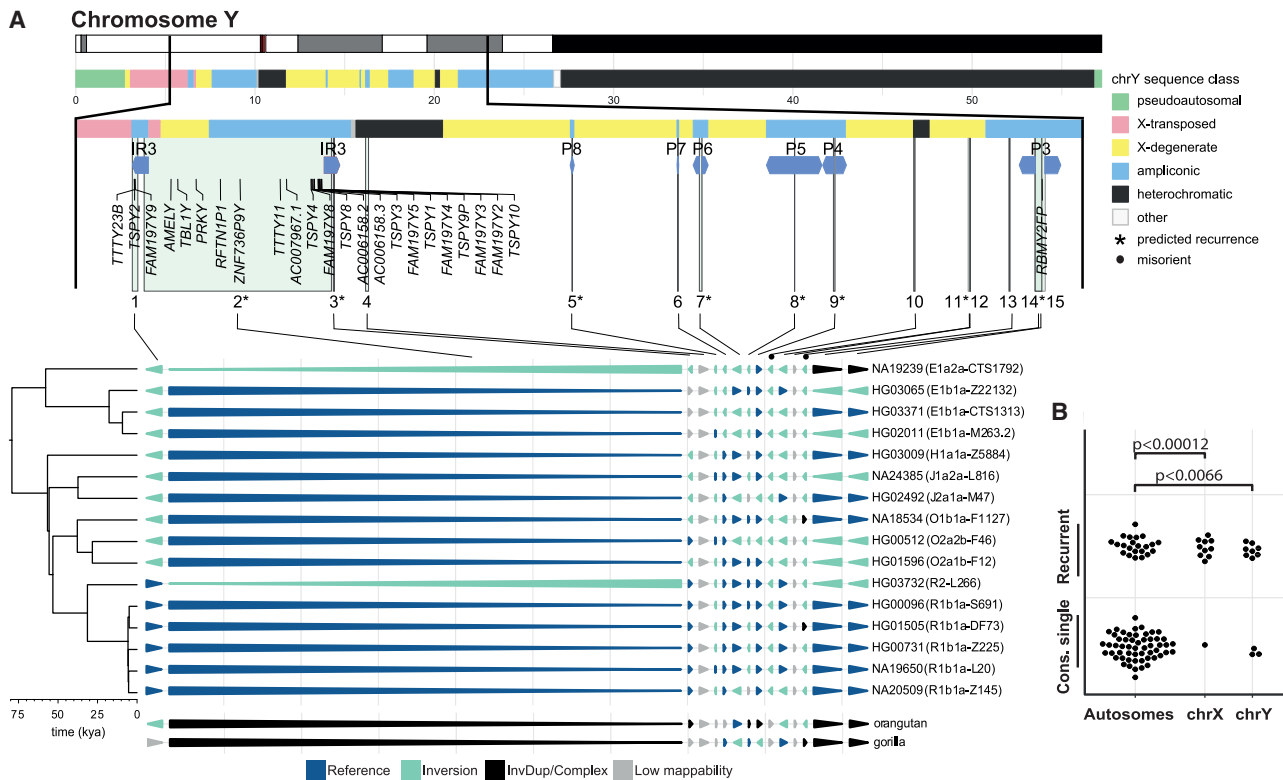 A
Chromosome Y
0 10 20 30 40 50
chrY sequence class
pseudoautosomal
X-transposed
X-degenerate
ampliconic
heterochromatic
other
* predicted recurrence
● misorient
IR3 IR3 P8 P7 P6 P5 P4 P3
TTTY23B
TSPY2
FAM197Y9
AMELY
TBL1Y
PRKY
RFTN1P1
ZNF736P9Y
TTTY11
AC007967.1
TSPY4
FAM197Y8
TSPY8
AC006158.2
AC006158.3
TSPY3
FAM197Y5
TSPY1
FAM197Y4
TSPY9P
FAM197Y3
FAM197Y2
TSPY10
RBMY2FP
1 2* 3* 4 5* 6 7* 8* 9* 10 11* 12 13 14* 15
NA19239(E1a2a-CTS1792)
HG03065(E1b1a-Z22132)
HG03371(E1b1a-CTS1313)
HG02011(E1b1a-M263.2)
HG03009(H1a1a-Z5884)
NA24385(J1a2a-L816)
HG02492(J2a1a-M47)
NA18534(O1b1a-F1127)
HG00512(O2a2b-F46)
HG01596(O2a1b-F12)
HG03732(R2-L266)
HG00096(R1b1a-S691)
HG01505(R1b1a-DF73)
HG00731(R1b1a-Z225)
NA19650(R1b1a-L20)
NA20509(R1b1a-Z145)
orangutan
gorilla
75 50 25 0
time (kya)
Reference Inversion InvDup/Complex Low mappability
B
p<0.00012
p<0.0066
Recurrent
Cons. single
Autosomes chrX chrY